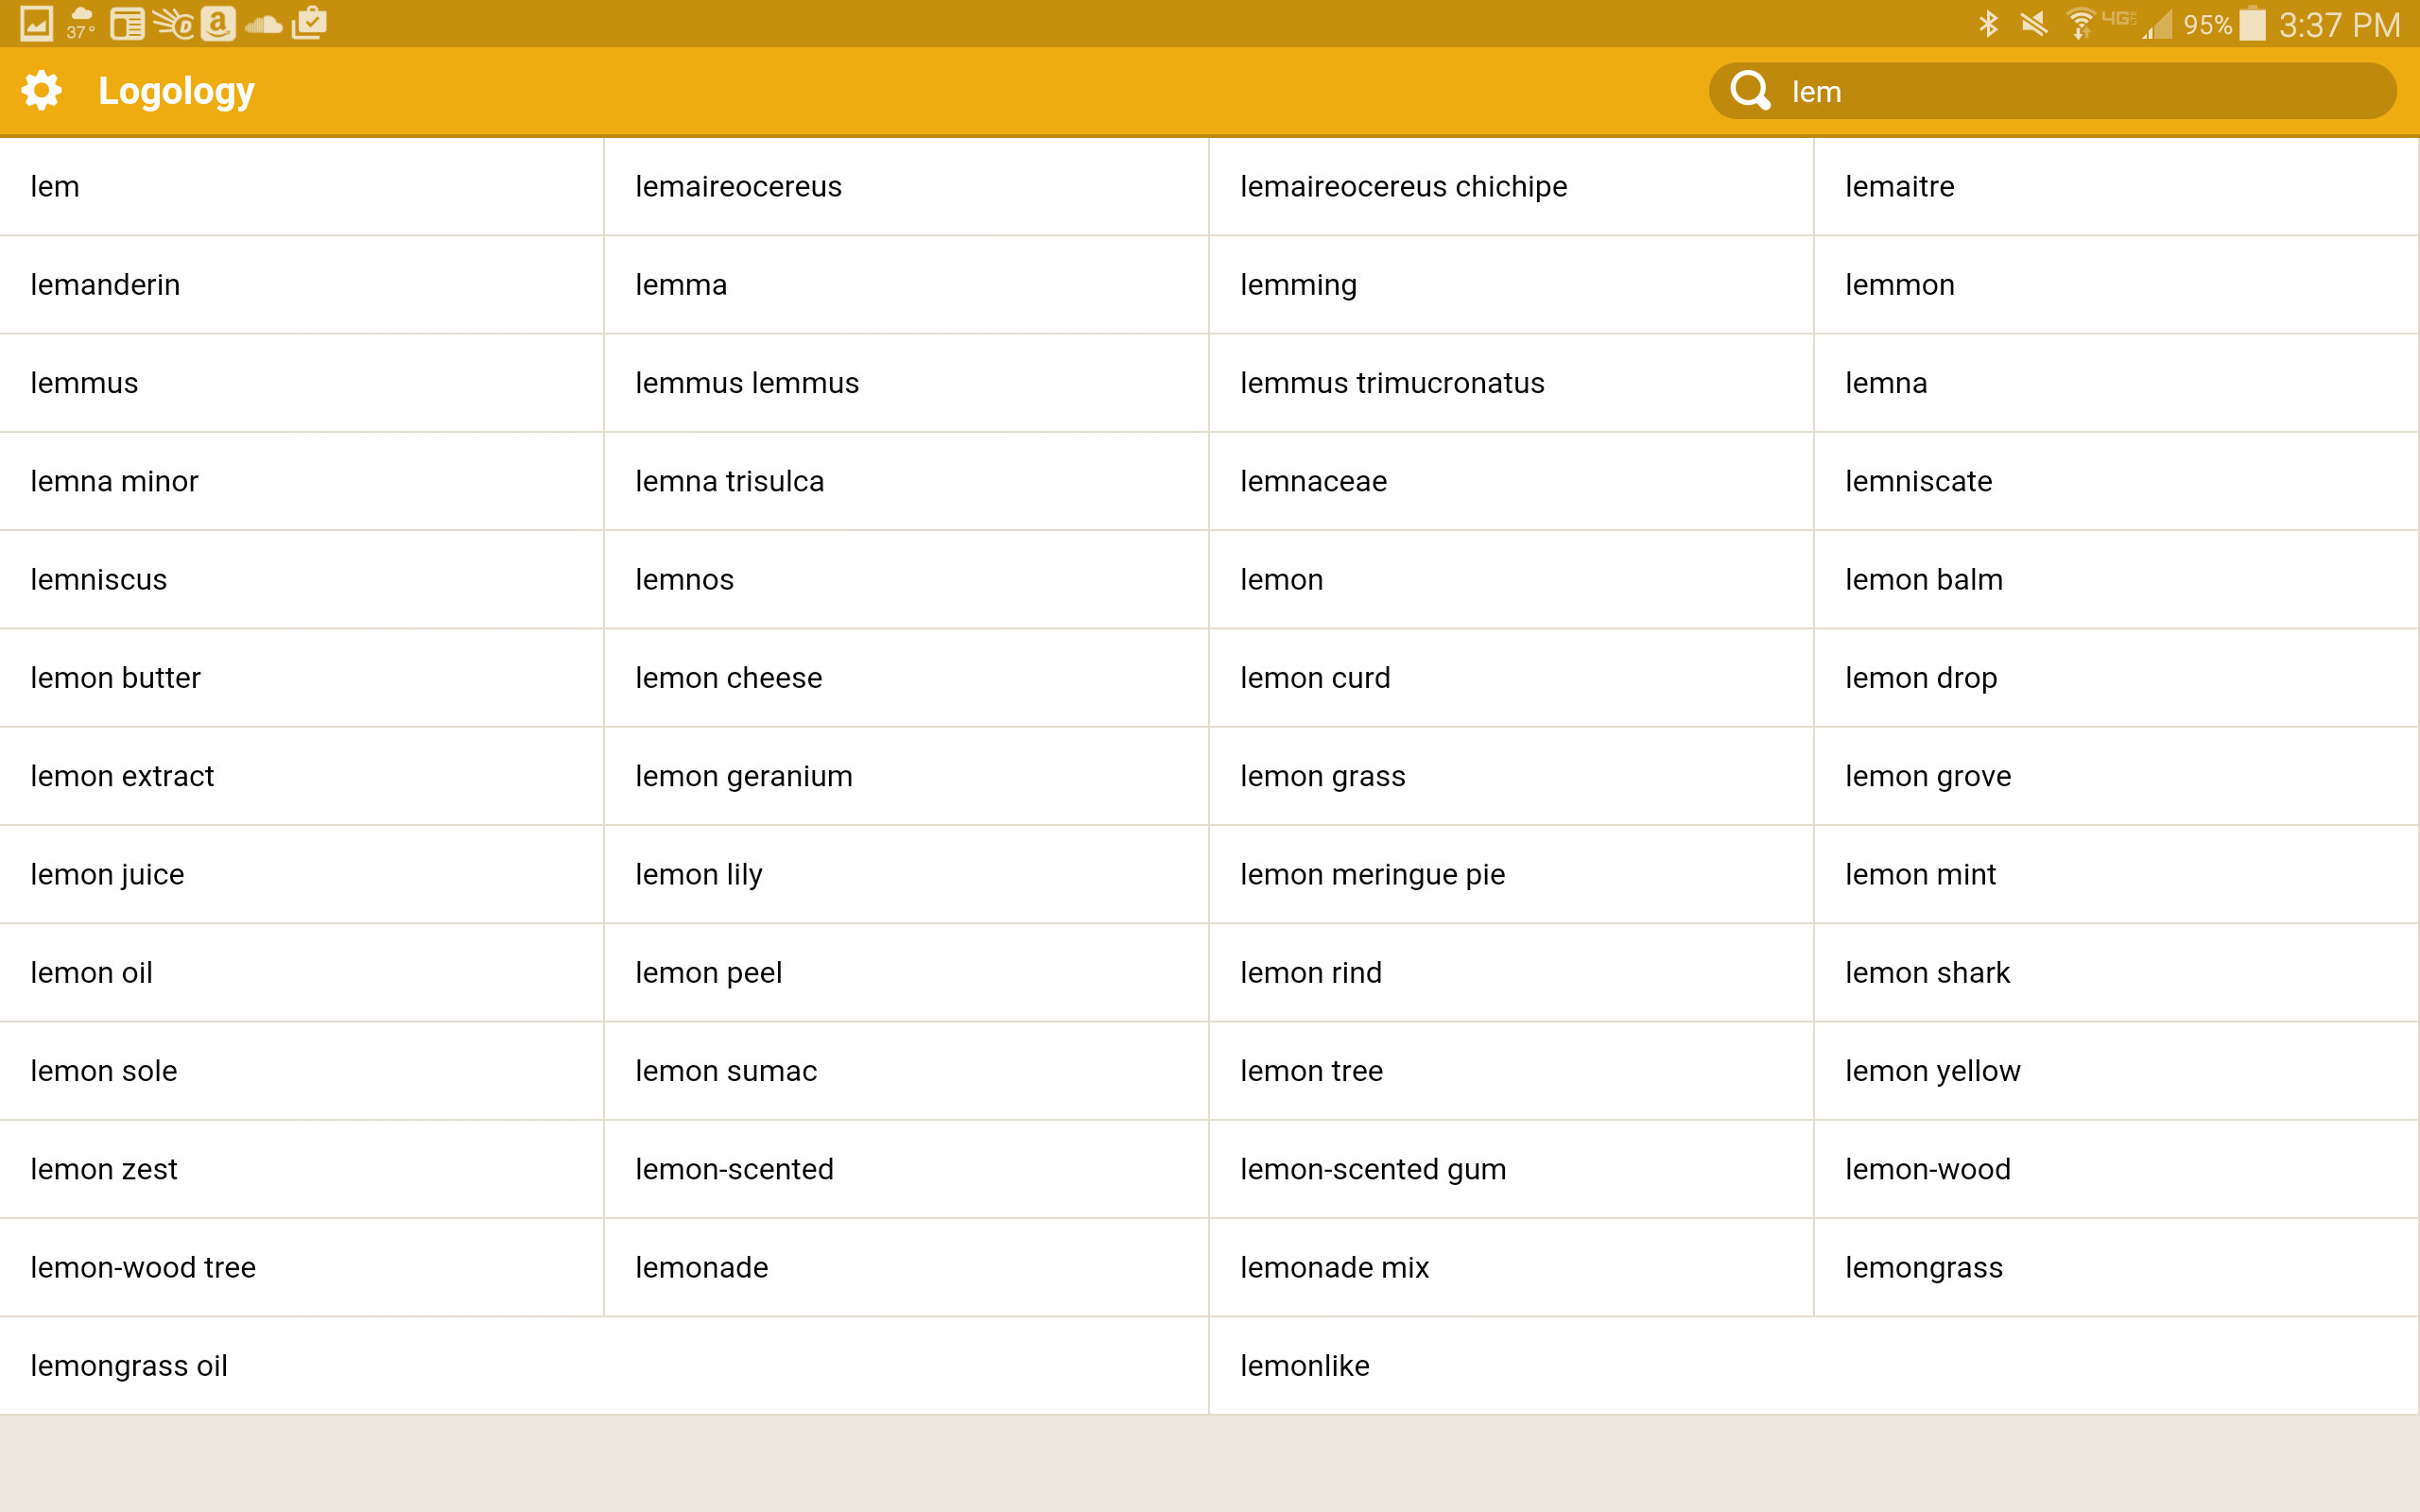 37° 4G LTE 95% 3:37 PM
Logology lem
lem lemaireocereus lemaireocereus chichipe lemaitre
lemanderin lemma lemming lemmon
lemmus lemmus lemmus lemmus trimucronatus lemna
lemna minor lemna trisulca lemnaceae lemniscate
lemniscus lemnos lemon lemon balm
lemon butter lemon cheese lemon curd lemon drop
lemon extract lemon geranium lemon grass lemon grove
lemon juice lemon lily lemon meringue pie lemon mint
lemon oil lemon peel lemon rind lemon shark
lemon sole lemon sumac lemon tree lemon yellow
lemon zest lemon-scented lemon-scented gum lemon-wood
lemon-wood tree lemonade lemonade mix lemongrass
lemongrass oil lemonlike